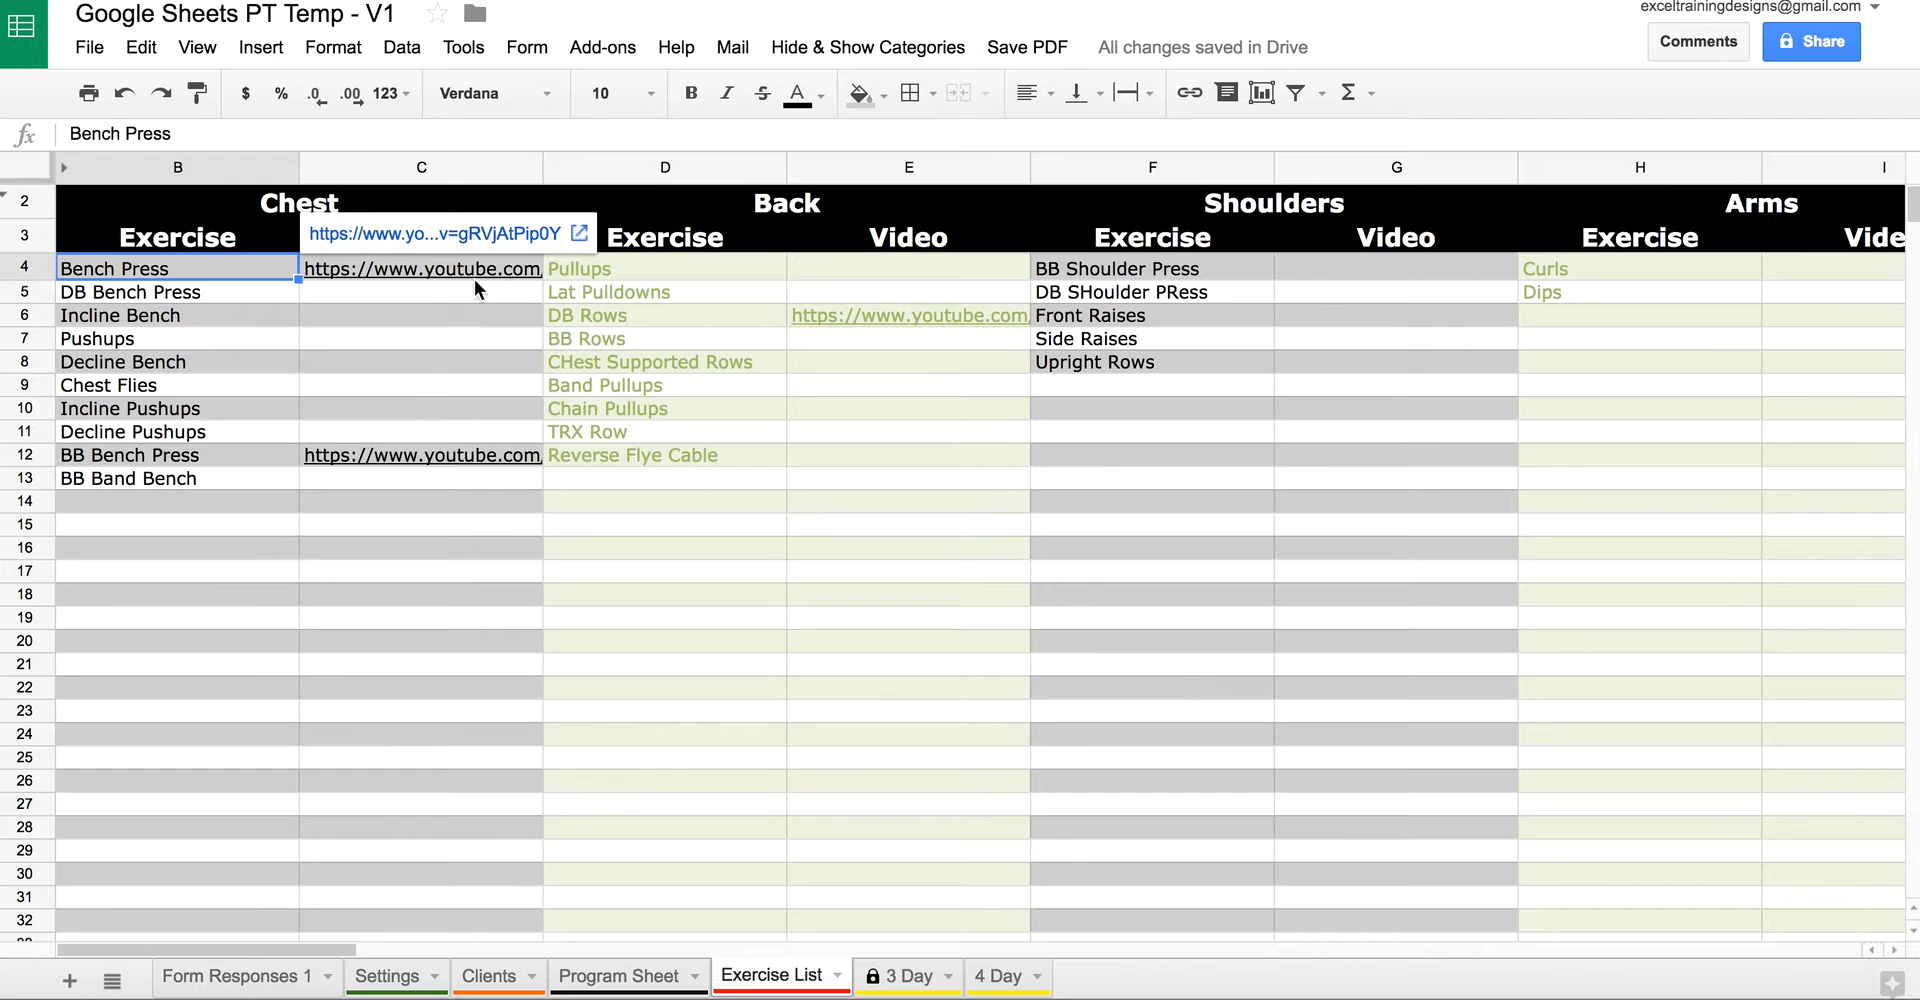 Google Sheets PT Temp - V1
exceltrainingdesigns@gmail.com
File Edit View Insert Format Data Tools Form Add-ons Help Mail Hide & Show Categories Save PDF All changes saved in Drive
Comments Share
$ % .0 .00 123 Verdana 10 B I S A Σ
fx Bench Press
B C D E F G H I
2 Chest Back Shoulders Arms
3 Exercise https://www.yo...v=gRVjAtPip0Y Exercise Video Exercise Video Exercise Vide
4 Bench Press https://www.youtube.com/ Pullups BB Shoulder Press Curls
5 DB Bench Press Lat Pulldowns DB SHoulder PRess Dips
6 Incline Bench DB Rows https://www.youtube.com/ Front Raises
7 Pushups BB Rows Side Raises
8 Decline Bench CHest Supported Rows Upright Rows
9 Chest Flies Band Pullups
10 Incline Pushups Chain Pullups
11 Decline Pushups TRX Row
12 BB Bench Press https://www.youtube.com/ Reverse Flye Cable
13 BB Band Bench
14
15
16
17
18
19
20
21
22
23
24
25
26
27
28
29
30
31
32
Form Responses 1 Settings Clients Program Sheet Exercise List 3 Day 4 Day